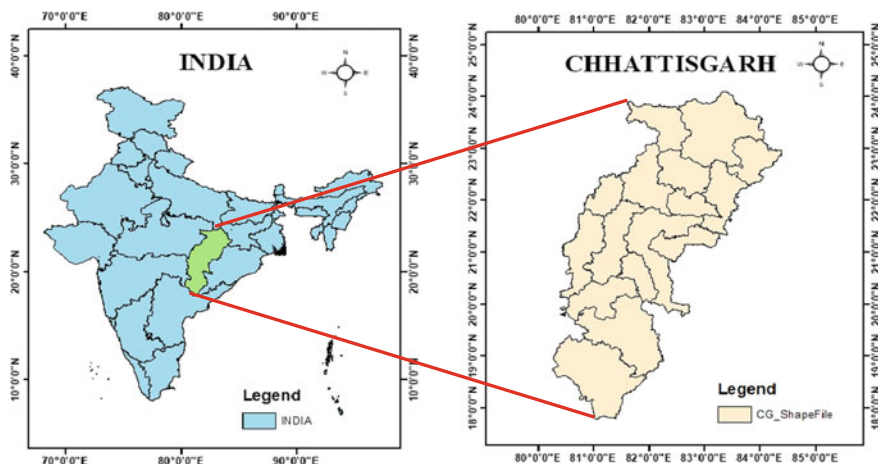 70°0'0"E 80°0'0"E 90°0'0"E
INDIA
N
W E
S
40°0'0"N 40°0'0"N
30°0'0"N 30°0'0"N
20°0'0"N 20°0'0"N
10°0'0"N 10°0'0"N
Legend
INDIA
70°0'0"E 80°0'0"E 90°0'0"E
80°0'0"E 81°0'0"E 82°0'0"E 83°0'0"E 84°0'0"E 85°0'0"E
CHHATTISGARH
N
W E
S
25°0'0"N 25°0'0"N
24°0'0"N 24°0'0"N
23°0'0"N 23°0'0"N
22°0'0"N 22°0'0"N
21°0'0"N 21°0'0"N
20°0'0"N 20°0'0"N
19°0'0"N 19°0'0"N
18°0'0"N 18°0'0"N
Legend
CG_ShapeFile
80°0'0"E 81°0'0"E 82°0'0"E 83°0'0"E 84°0'0"E 85°0'0"E